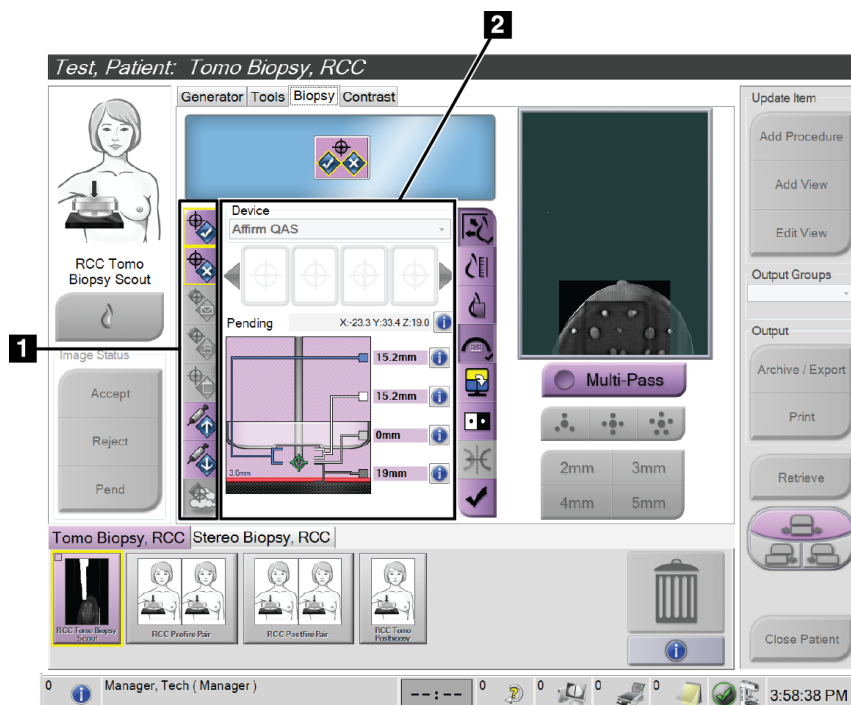 2
Test, Patient: Tomo Biopsy, RCC
Generator Tools Biopsy Contrast
Update Item
Add Procedure
Add View
Edit View
Output Groups
Output
Archive / Export
Print
Retrieve
Close Patient
RCC Tomo
Biopsy Scout
1
Image Status
Accept
Reject
Pend
Device
Affirm QAS
Pending X:-23.3 Y:33.4 Z:19.0
15.2mm
15.2mm
0mm
19mm
3.0mm
Multi-Pass
2mm 3mm
4mm 5mm
Tomo Biopsy, RCC Stereo Biopsy, RCC
RCC Tomo Biopsy
Scout
RCC Prefire Pair
RCC Postfire Pair
RCC Tomo
Postbiopsy
0 Manager, Tech ( Manager ) --:-- 0 0 0 0 3:58:38 PM